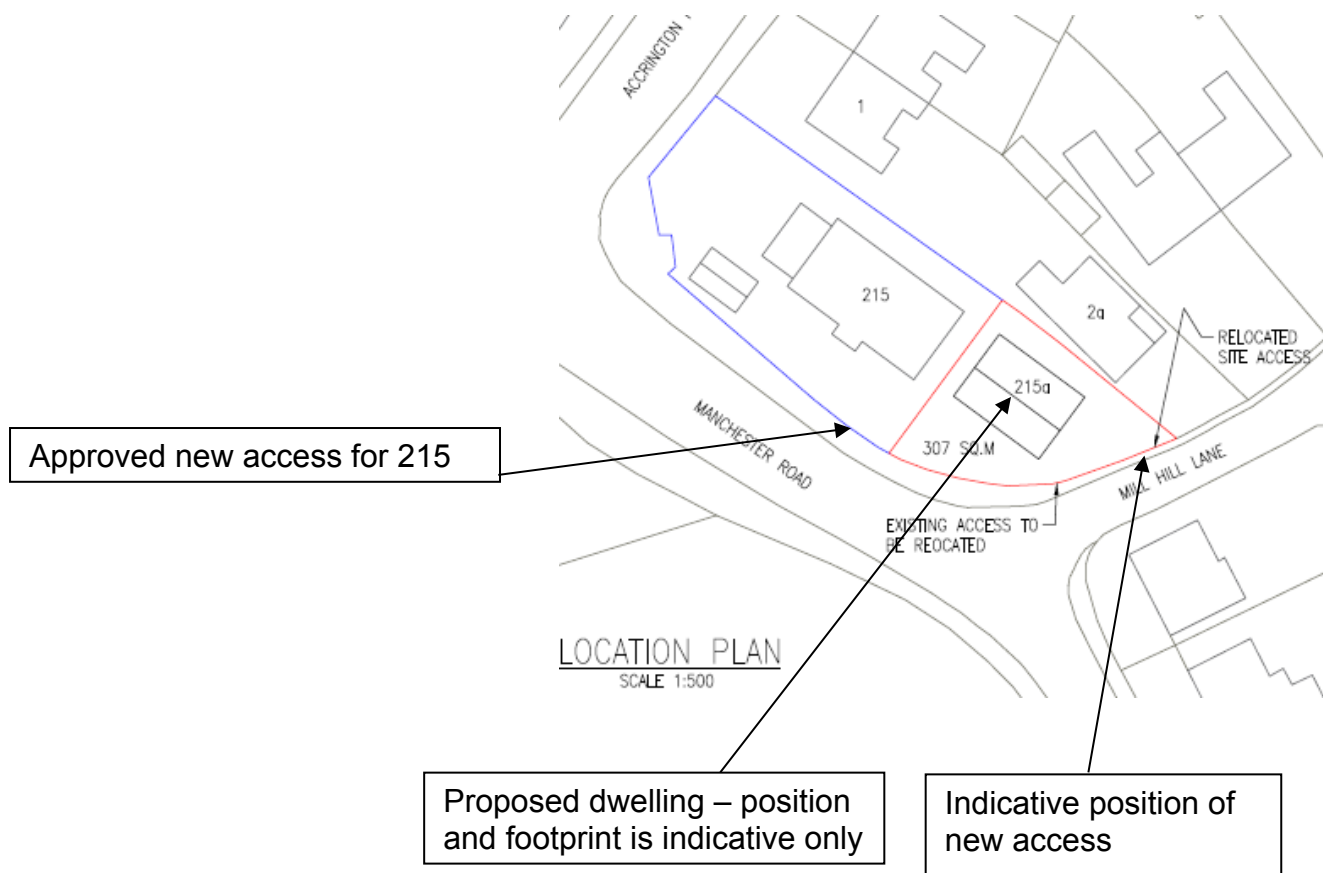 ACCRINGTON
1
215
2a
RELOCATED
SITE ACCESS
215a
MANCHESTER ROAD
307 SQ.M
MILL HILL LANE
Approved new access for 215
EXISTING ACCESS TO
BE REOCATED
LOCATION PLAN
SCALE 1:500
Proposed dwelling – position
and footprint is indicative only
Indicative position of
new access